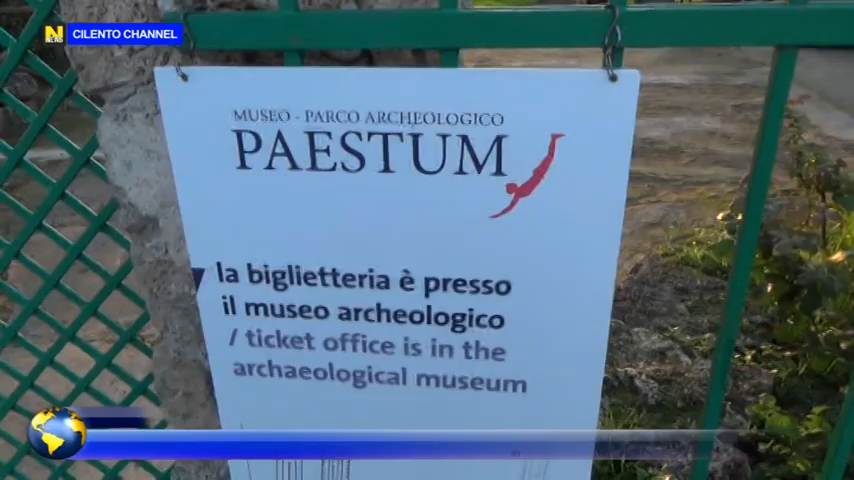 N
NEWS
CILENTO CHANNEL
MUSEO - PARCO ARCHEOLOGICO
PAESTUM
la biglietteria è presso
il museo archeologico
/ ticket office is in the
archaeological museum